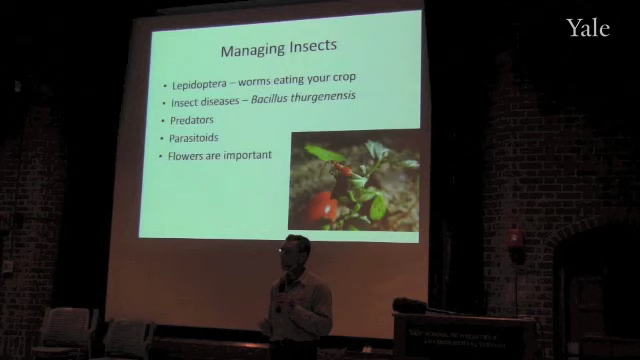 Yale
Managing Insects
• Lepidoptera – worms eating your crop
• Insect diseases – Bacillus thurgenensis
• Predators
• Parasitoids
• Flowers are important